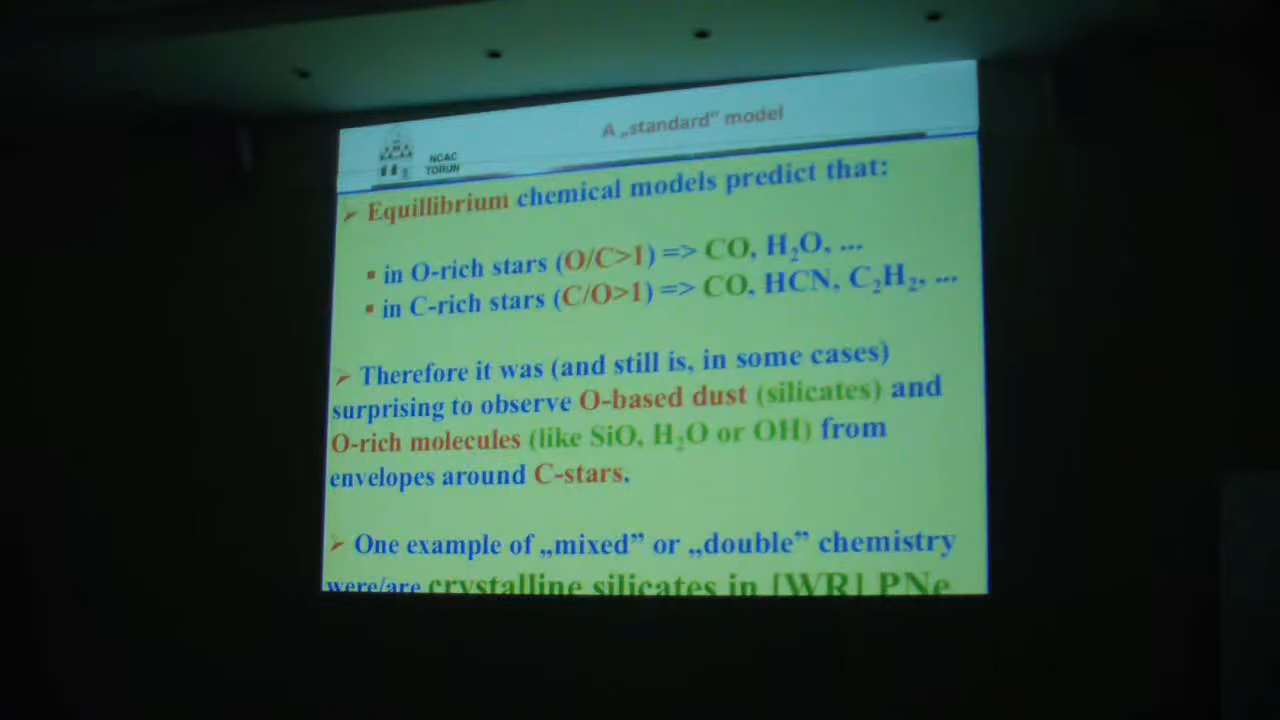 A „standard" model
NCAC
TORUN
Equillibrium chemical models predict that:
in O-rich stars (O/C>1) => CO, H₂O, ...
in C-rich stars (C/O>1) => CO, HCN, C₂H₂, ...
Therefore it was (and still is, in some cases)
surprising to observe O-based dust (silicates) and
O-rich molecules (like SiO, H₂O or OH) from
envelopes around C-stars.
One example of „mixed” or „double” chemistry
were/are crystalline silicates in [WR] PNe